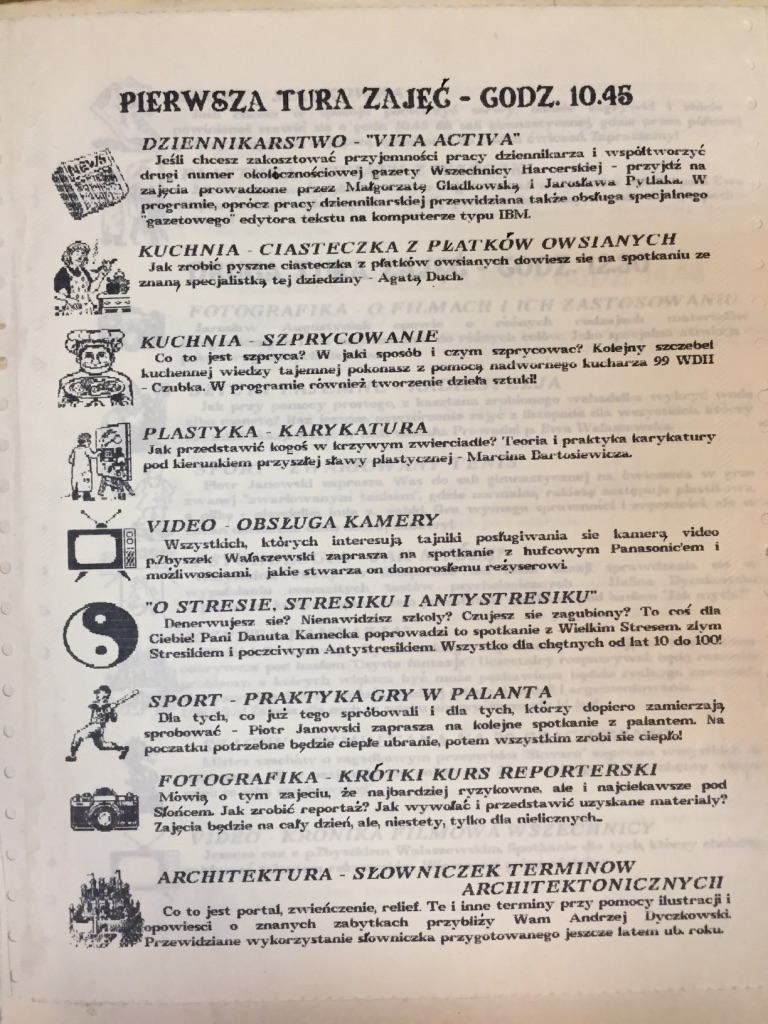 PIERWSZA TURA ZAJĘĆ - GODZ. 10.45
DZIENNIKARSTWO - "VITA ACTIVA"
Jeśli chcesz zakosztować przyjemności pracy dziennikarza i współtworzyć
drugi numer okolicznościowej gazety Wszechnicy Harcerskiej - przyjdź na
zajęcia prowadzone przez Małgorzatę Gladkowską i Jarosława Pytlaka. W
programie, oprócz pracy dziennikarskiej przewidziana także obsługa specjalnego
"gazetowego" edytora tekstu na komputerze typu IBM.
NEWS
KUCHNIA - CIASTECZKA Z PŁATKÓW OWSIANYCH
Jak zrobić pyszne ciasteczka z płatków owsianych dowiesz sie na spotkaniu ze
znaną specjalistką tej dziedziny - Agatą Duch.
KUCHNIA - SZPRYCOWANIE
Co to jest szpryca? W jaki sposób i czym szprycowac? Kolejny szczebel
kuchennej wiedzy tajemnej pokonasz z pomocą nadwornego kucharza 99 WDH
- Czubka. W programie również tworzenie dzieła sztuki!
PLASTYKA - KARYKATURA
Jak przedstawić kogoś w krzywym zwierciadle? Teoria i praktyka karykatury
pod kierunkiem przyszłej sławy plastycznej - Marcina Bartosiewicza.
VIDEO - OBSŁUGA KAMERY
Wszystkich, których interesują tajniki posługiwania sie kamerą video
p.Zbyszek Wałaszewski zaprasza na spotkanie z hufcowym Panasonic'em i
możliwosciami, jakie stwarza on domorosłemu reżyserowi.
"O STRESIE, STRESIKU I ANTYSTRESIKU"
Denerwujesz sie? Nienawidzisz szkoły? Czujesz sie zagubiony? To coś dla
Ciebie! Pani Danuta Kamecka poprowadzi to spotkanie z Wielkim Stresem, złym
Stresikiem i poczciwym Antystresikiem. Wszystko dla chętnych od lat 10 do 100!
SPORT - PRAKTYKA GRY W PALANTA
Dla tych, co już tego spróbowali i dla tych, którzy dopiero zamierzają
sprobować - Piotr Janowski zaprasza na kolejne spotkanie z palantem. Na
poczatku potrzebne będzie ciepłe ubranie, potem wszystkim zrobi sie ciepło!
FOTOGRAFIKA - KRÓTKI KURS REPORTERSKI
Mówią o tym zajeciu, że najbardziej ryzykowne, ale i najciekawsze pod
Słońcem. Jak zrobić reportaż? Jak wywołać i przedstawić uzyskane materiały?
Zajęcia będzie na cały dzień, ale, niestety, tylko dla nielicznych...
ARCHITEKTURA - SŁOWNICZEK TERMINOW
ARCHITEKTONICZNYCH
Co to jest portal, zwieńczenie, relief. Te i inne terminy przy pomocy ilustracji i
opowiesci o znanych zabytkach przybliży Wam Andrzej Dyczkowski.
Przewidziane wykorzystanie słowniczka przygotowanego jeszcze latem ub. roku.